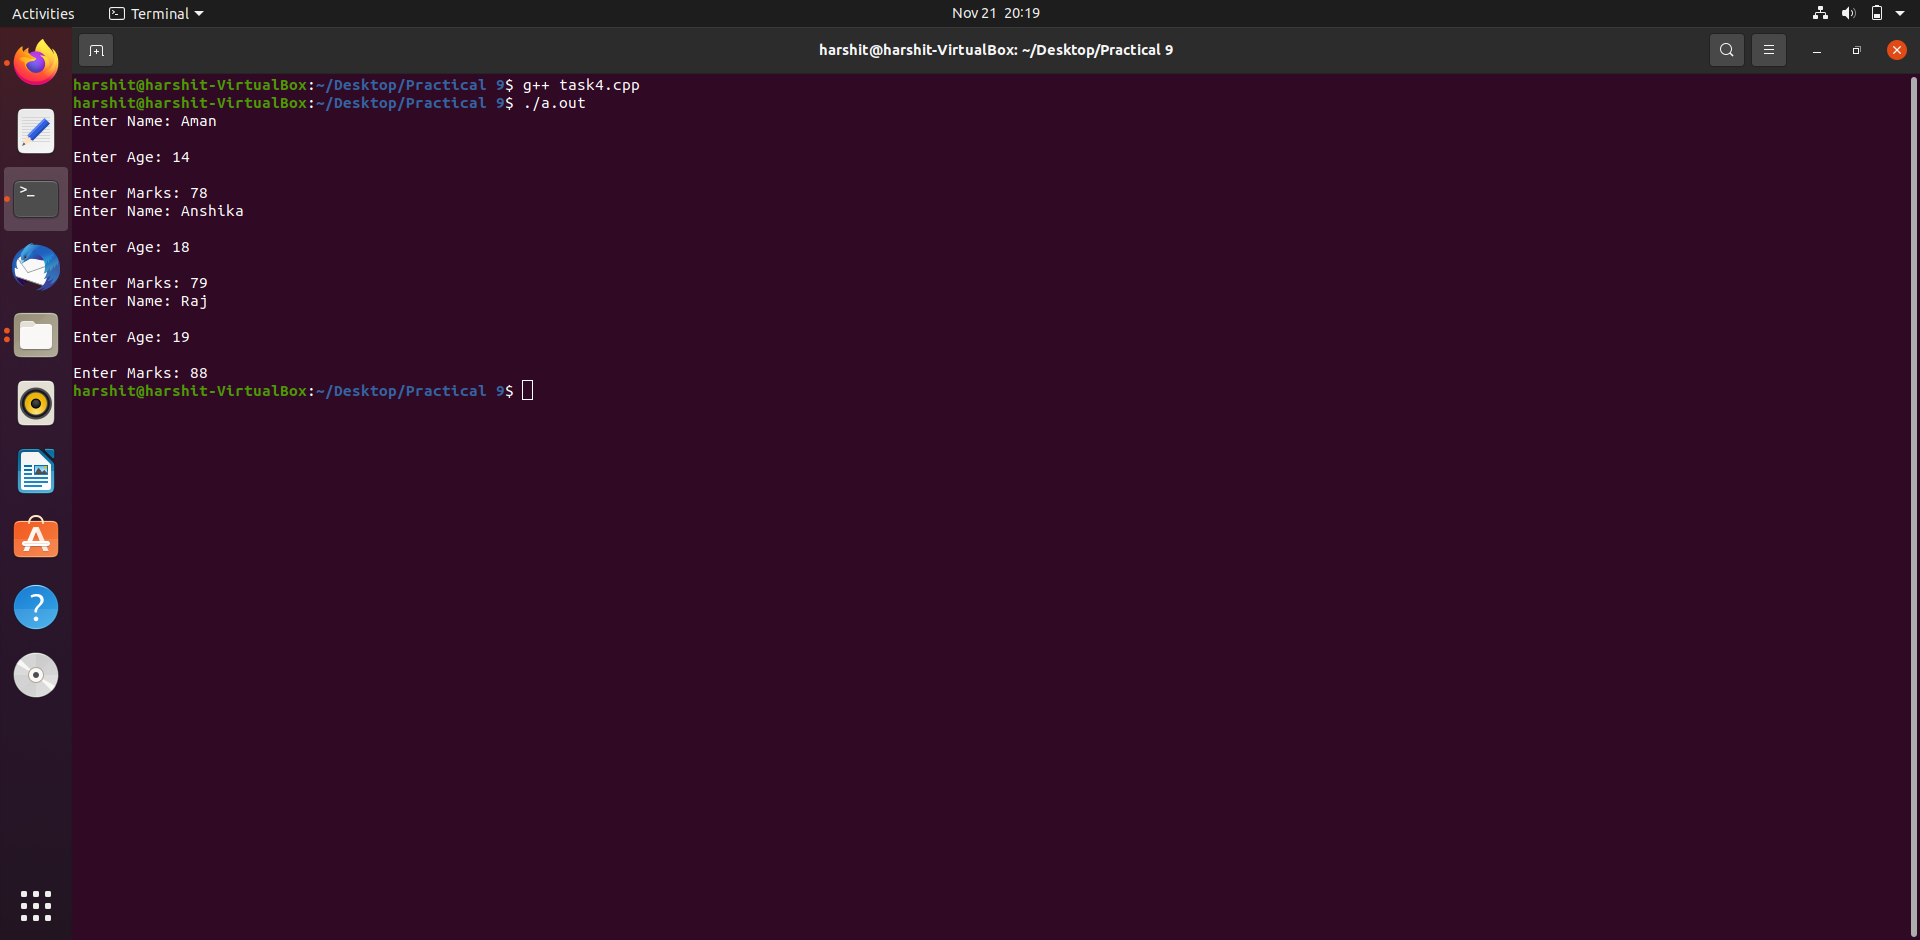 Activities
Terminal
Nov 21 20:19
harshit@harshit-VirtualBox: ~/Desktop/Practical 9
harshit@harshit-VirtualBox:~/Desktop/Practical 9$ g++ task4.cpp
harshit@harshit-VirtualBox:~/Desktop/Practical 9$ ./a.out
Enter Name: Aman
Enter Age: 14
Enter Marks: 78
Enter Name: Anshika
Enter Age: 18
Enter Marks: 79
Enter Name: Raj
Enter Age: 19
Enter Marks: 88
harshit@harshit-VirtualBox:~/Desktop/Practical 9$